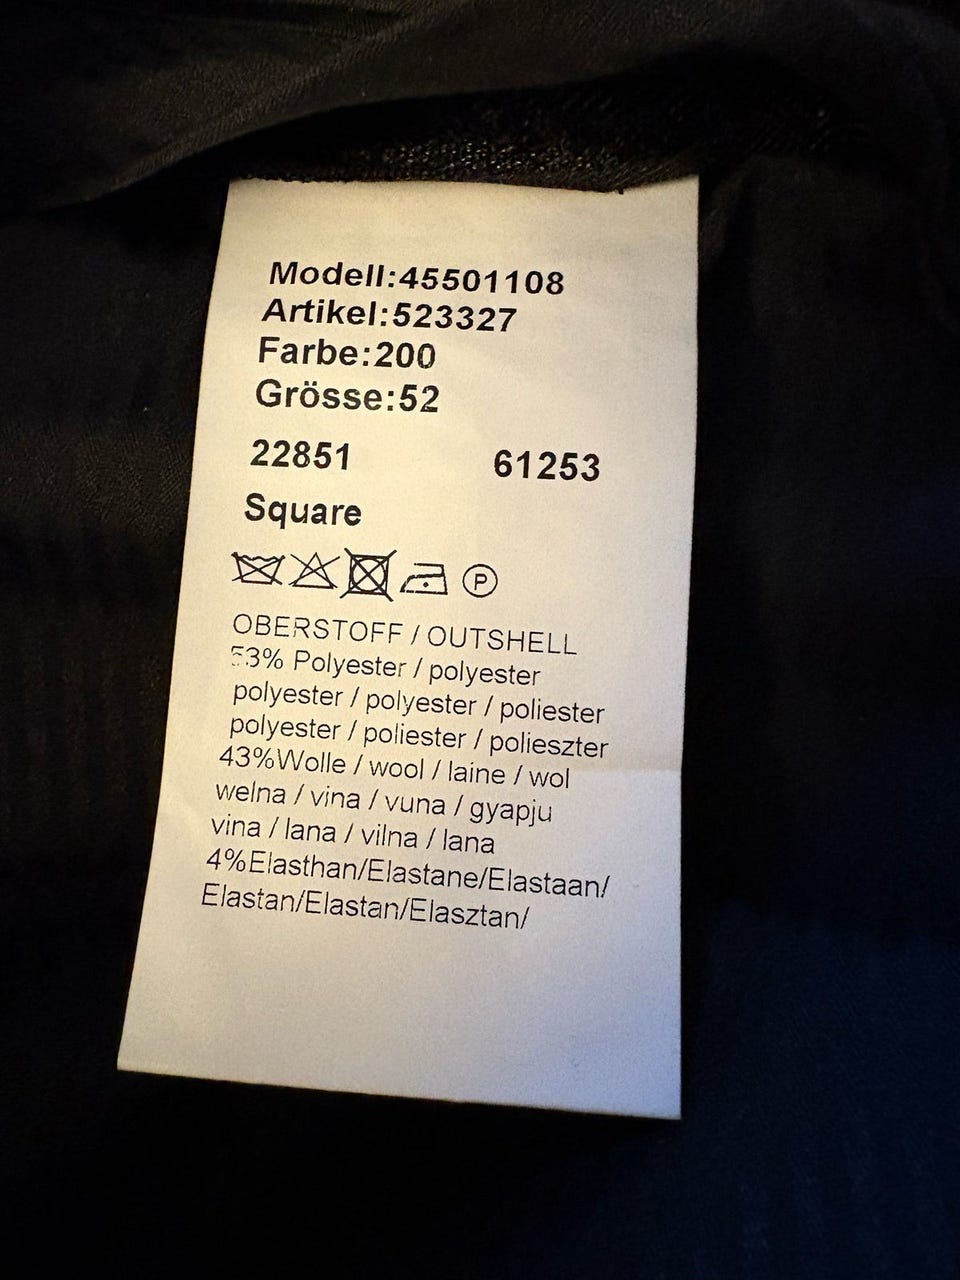 Modell:45501108
Artikel:523327
Farbe:200
Grösse:52
22851 61253
Square
P
OBERSTOFF / OUTSHELL
53% Polyester / polyester
polyester / polyester / poliester
polyester / poliester / polieszter
43%Wolle / wool / laine / wol
welna / vina / vuna / gyapju
vina / lana / vilna / lana
4%Elasthan/Elastane/Elastaan/
Elastan/Elastan/Elasztan/